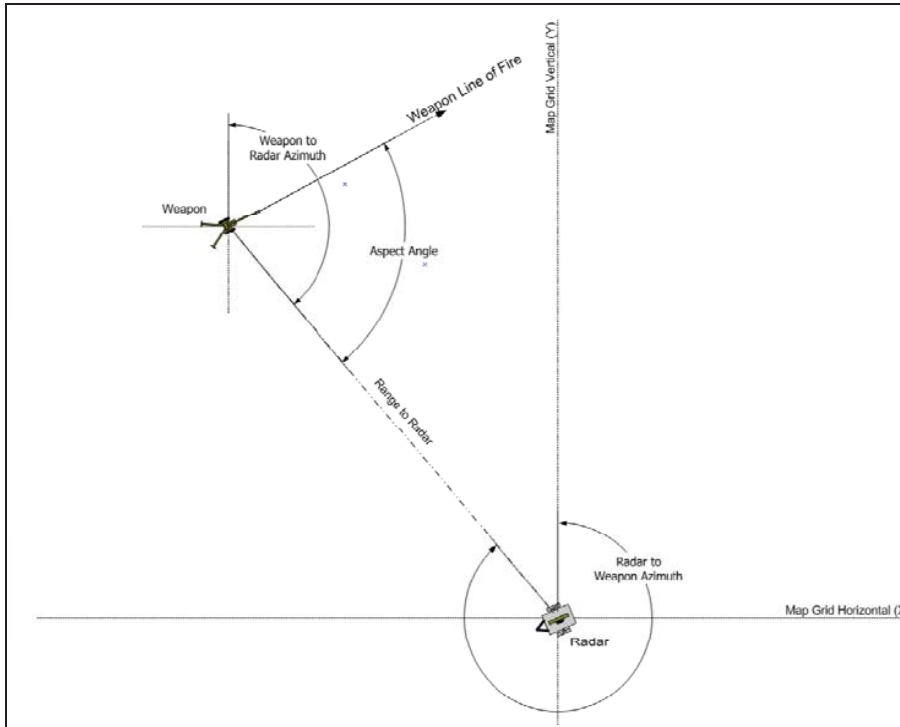 Map Grid Vertical (Y)
Weapon Line of Fire
Weapon to
Radar Azimuth
Weapon
Aspect Angle
Range to Radar
Radar to
Weapon Azimuth
Map Grid Horizontal (X
Radar